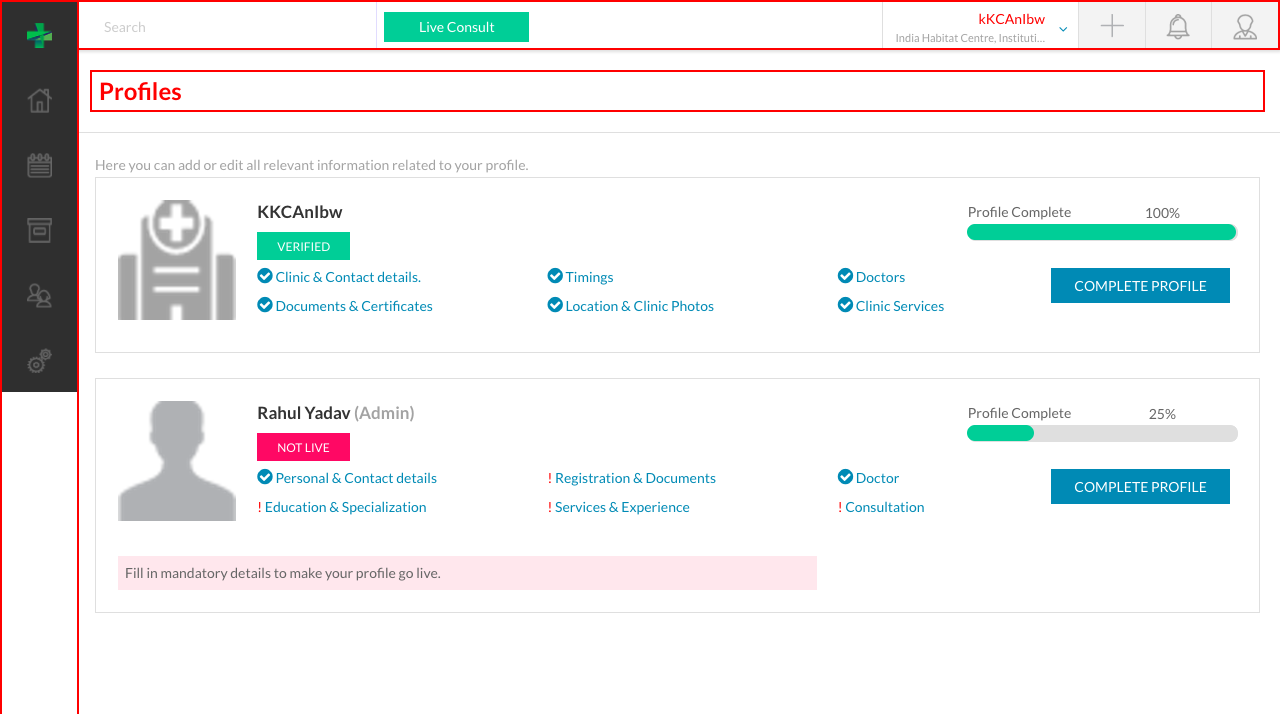 Search
Live Consult
kKCAnIbw
India Habitat Centre, Instituti...
Profiles
Here you can add or edit all relevant information related to your profile.
KKCAnIbw
Profile Complete 100%
VERIFIED
Clinic & Contact details. Timings Doctors
COMPLETE PROFILE
Documents & Certificates Location & Clinic Photos Clinic Services
Rahul Yadav (Admin)
Profile Complete 25%
NOT LIVE
Personal & Contact details ! Registration & Documents Doctor
COMPLETE PROFILE
! Education & Specialization ! Services & Experience ! Consultation
Fill in mandatory details to make your profile go live.